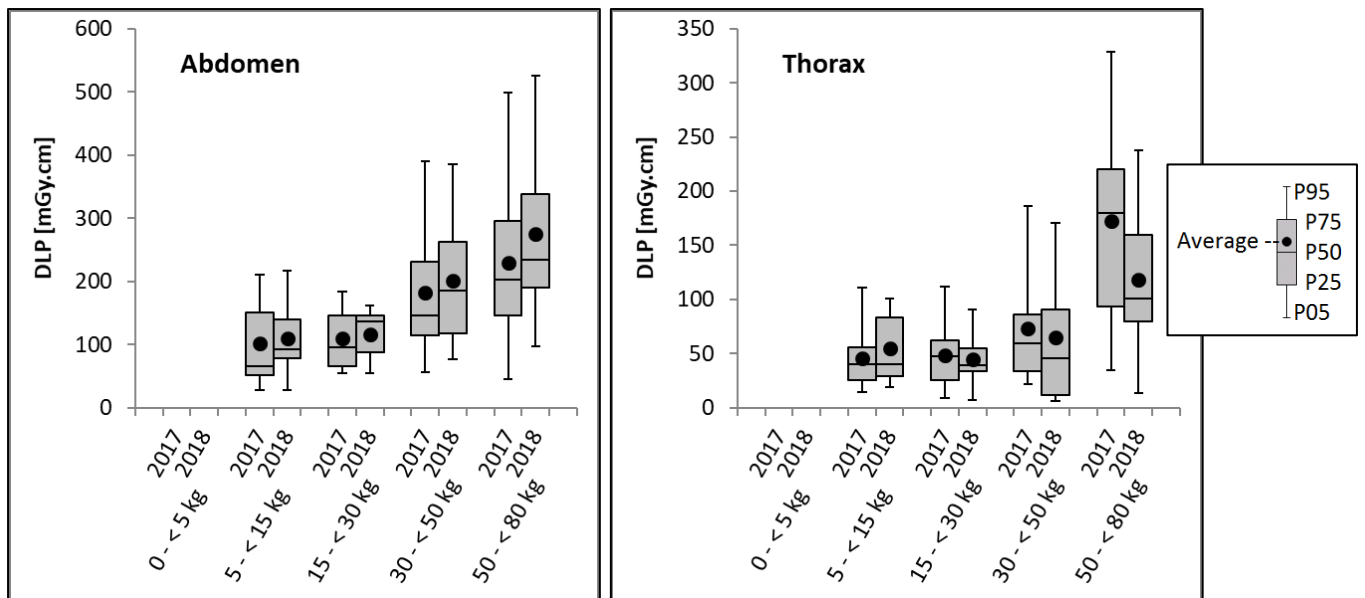 Abdomen
DLP [mGy.cm]
600
500
400
300
200
100
0
2017
2018
2017
2018
2017
2018
2017
2018
2017
2018
0 - < 5 kg
5 - < 15 kg
15 - < 30 kg
30 - < 50 kg
50 - < 80 kg
Thorax
DLP [mGy.cm]
350
300
250
200
150
100
50
0
2017
2018
2017
2018
2017
2018
2017
2018
2017
2018
0 - < 5 kg
5 - < 15 kg
15 - < 30 kg
30 - < 50 kg
50 - < 80 kg
P95
P75
Average --
P50
P25
P05